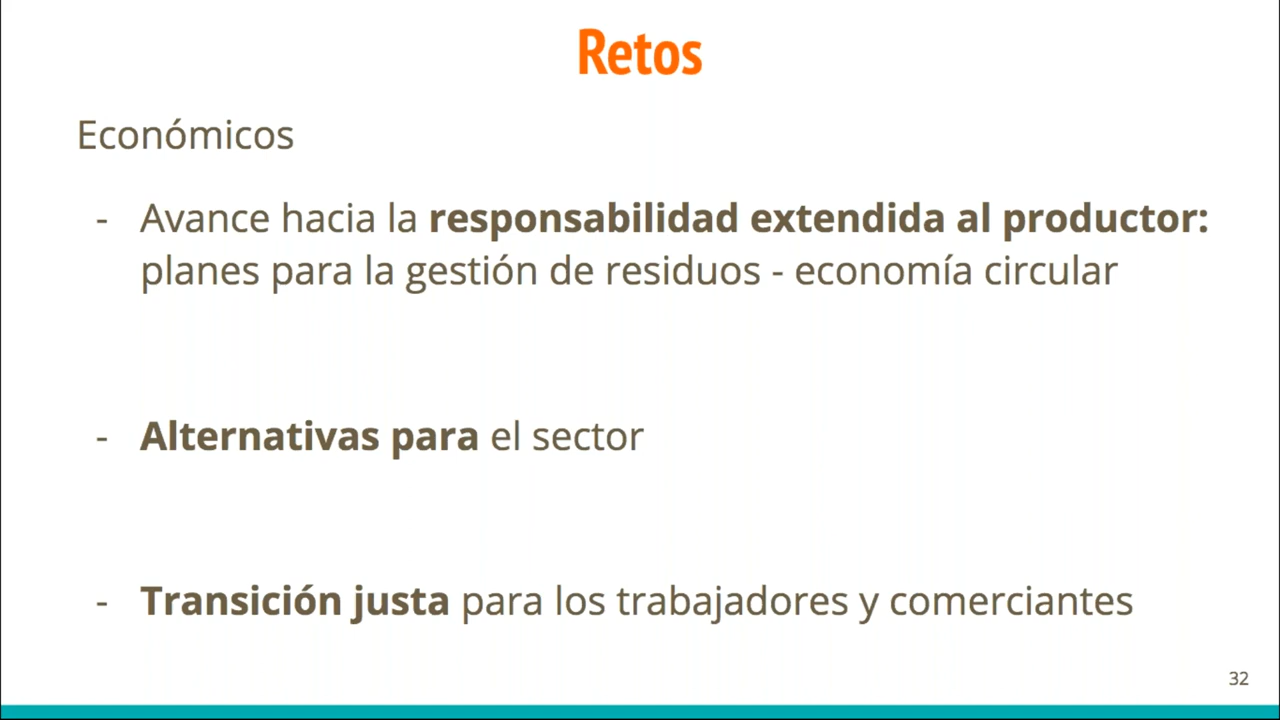 Retos
Económicos
- Avance hacia la responsabilidad extendida al productor:
planes para la gestión de residuos - economía circular
- Alternativas para el sector
- Transición justa para los trabajadores y comerciantes
32